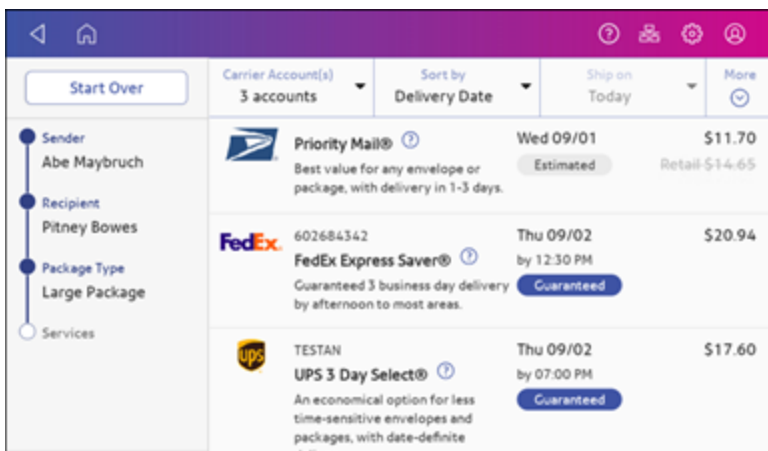 Start Over
Sender
Abe Maybruch
Recipient
Pitney Bowes
Package Type
Large Package
Services
Carrier Account(s)
3 accounts
Sort by
Delivery Date
Ship on
Today
More
Priority Mail®
Best value for any envelope or
package, with delivery in 1-3 days.
Wed 09/01
Estimated
$11.70
Retail $14.65
FedEx
602684342
FedEx Express Saver®
Guaranteed 3 business day delivery
by afternoon to most areas.
Thu 09/02
by 12:30 PM
Guaranteed
$20.94
ups
TESTAN
UPS 3 Day Select®
An economical option for less
time-sensitive envelopes and
packages, with date-definite
Thu 09/02
by 07:00 PM
Guaranteed
$17.60